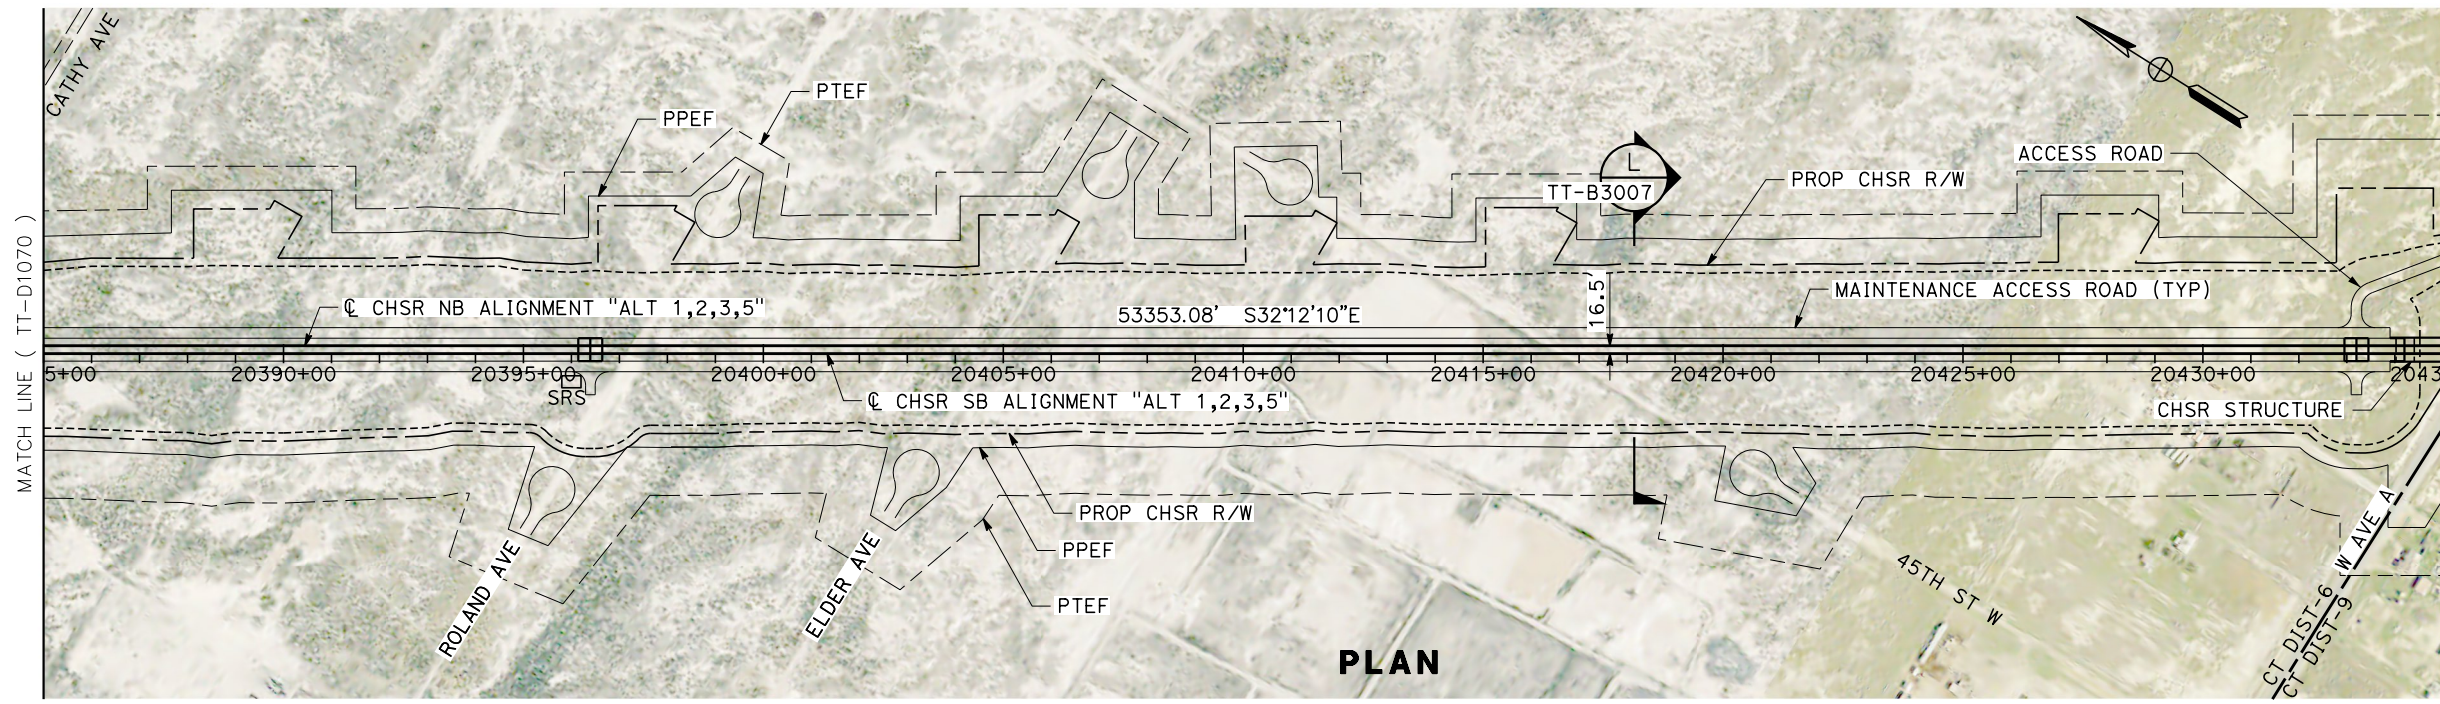 CATHY AVE
PTEF
PPEF
L
TT-B3007
ACCESS ROAD
PROP CHSR R/W
MATCH LINE ( TT-D1070 )
℄ CHSR NB ALIGNMENT "ALT 1,2,3,5"
53353.08' S32°12'10"E
16.5'
MAINTENANCE ACCESS ROAD (TYP)
5+00
20390+00
20395+00
20400+00
20405+00
20410+00
20415+00
20420+00
20425+00
20430+00
2043
SRS
℄ CHSR SB ALIGNMENT "ALT 1,2,3,5"
CHSR STRUCTURE
PROP CHSR R/W
PPEF
PTEF
ROLAND AVE
ELDER AVE
45TH ST W
W AVE A
CT DIST-6
CT DIST-9
PLAN